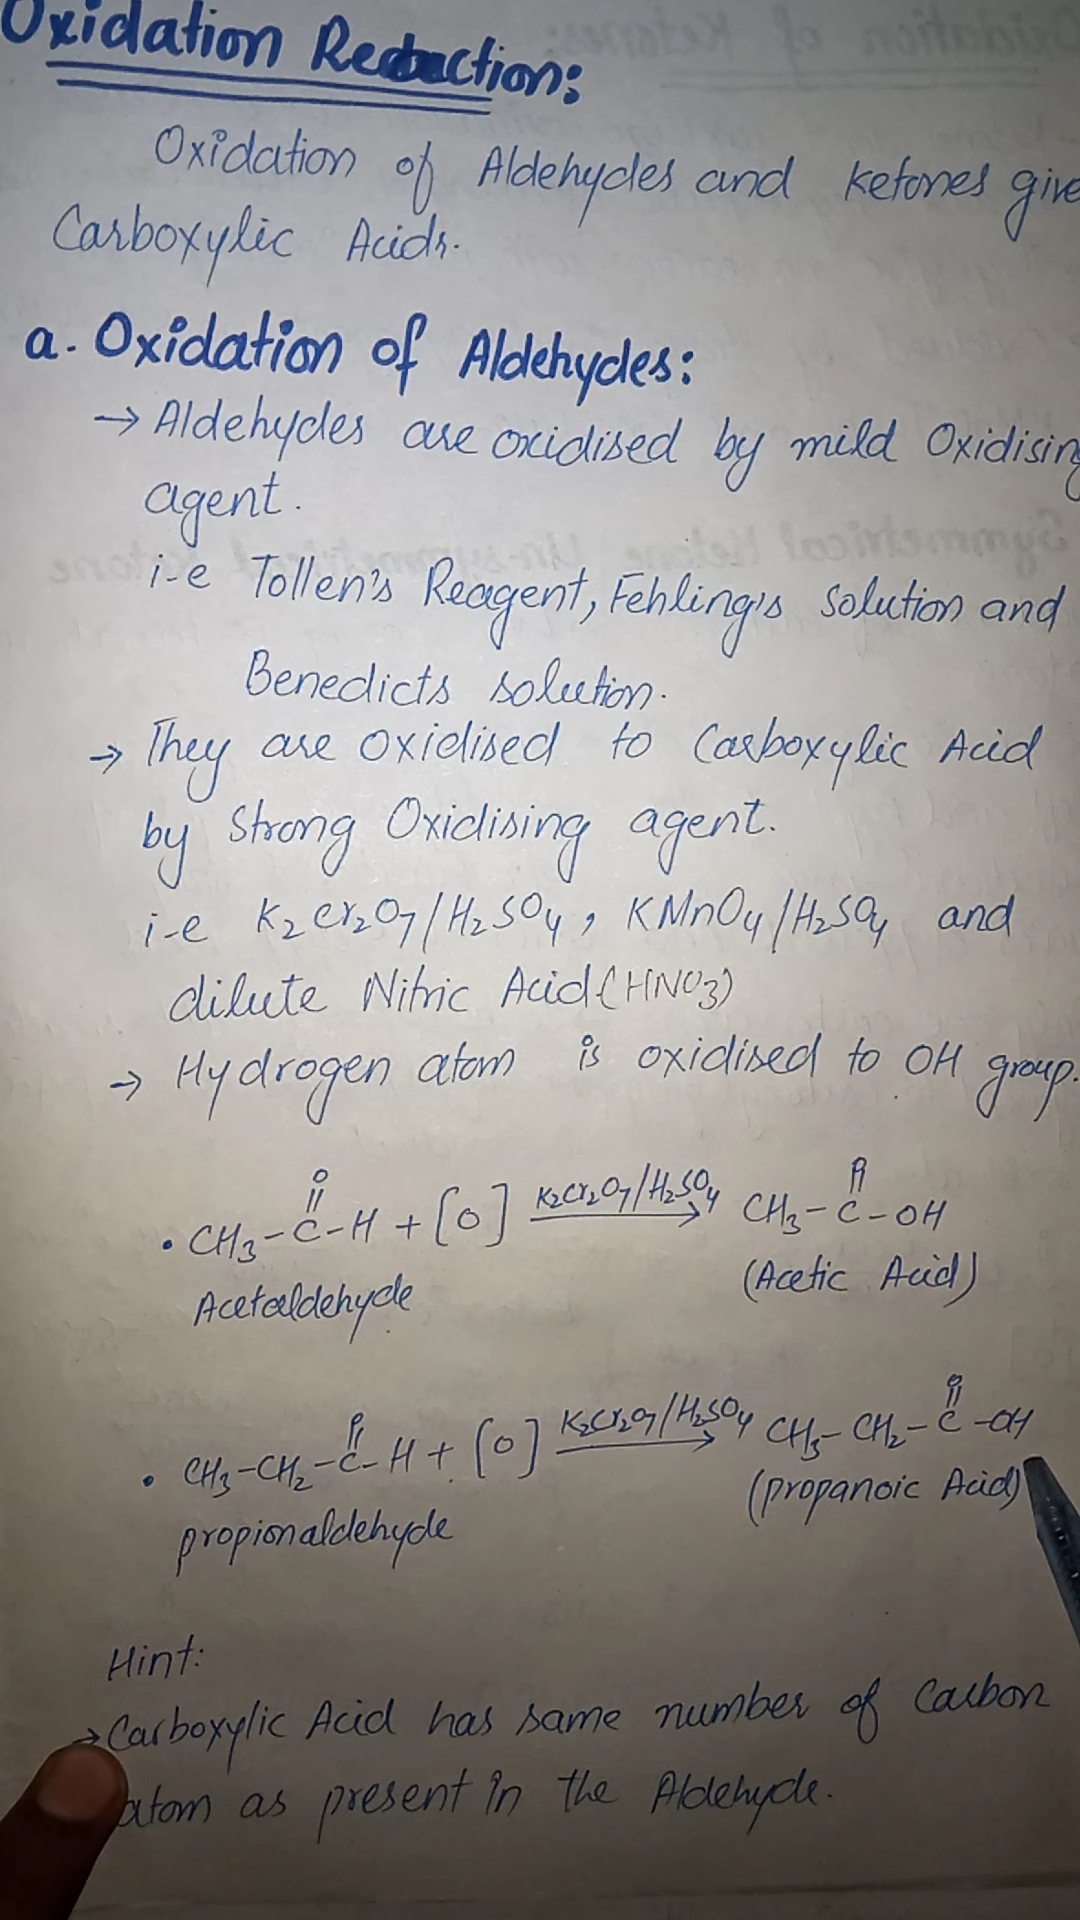 Oxidation Reduction:
Oxidation of Aldehydes and ketones give
Carboxylic Acids.
a. Oxidation of Aldehydes:
→ Aldehydes are oxidised by mild Oxidising
agent.
i-e Tollen's Reagent, Fehling's solution and
Benedicts solution.
→ They are oxidised to Carboxylic Acid
by Strong Oxidising agent.
i-e K₂Cr₂O₇/H₂SO₄, KMnO₄/H₂SO₄ and
dilute Nitric Acid (HNO₃)
→ Hydrogen atom is oxidised to OH group.
O K₂Cr₂O₇/H₂SO₄ O
• CH₃-C-H + [O] → CH₃-C-OH
Acetaldehyde (Acetic Acid)
O K₂Cr₂O₇/H₂SO₄ O
• CH₃-CH₂-C-H + [O] → CH₃-CH₂-C-OH
propionaldehyde (propanoic Acid)
Hint:
→ Carboxylic Acid has same number of Carbon
atom as present in the Aldehyde.